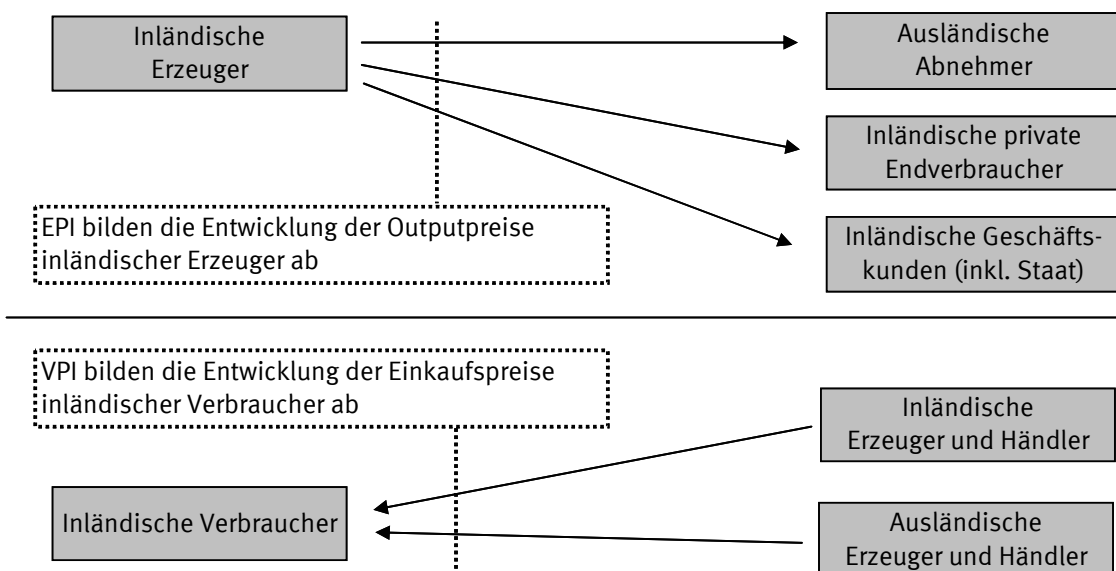 Inländische
Erzeuger
Ausländische
Abnehmer
Inländische private
Endverbraucher
EPI bilden die Entwicklung der Outputpreise
inländischer Erzeuger ab
Inländische Geschäfts-
kunden (inkl. Staat)
VPI bilden die Entwicklung der Einkaufspreise
inländischer Verbraucher ab
Inländische
Erzeuger und Händler
Inländische Verbraucher
Ausländische
Erzeuger und Händler